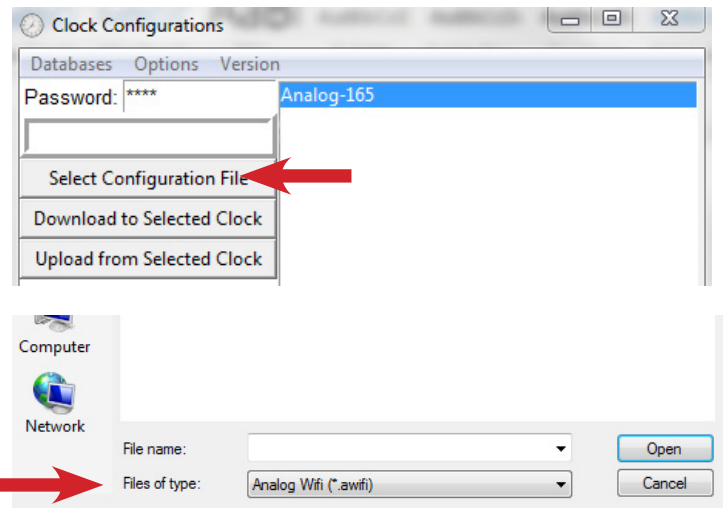 Clock Configurations
Databases Options Version
Password: **** Analog-165
Select Configuration File
Download to Selected Clock
Upload from Selected Clock
Computer
Network
File name: Open
Files of type: Analog Wifi (*.awifi) Cancel